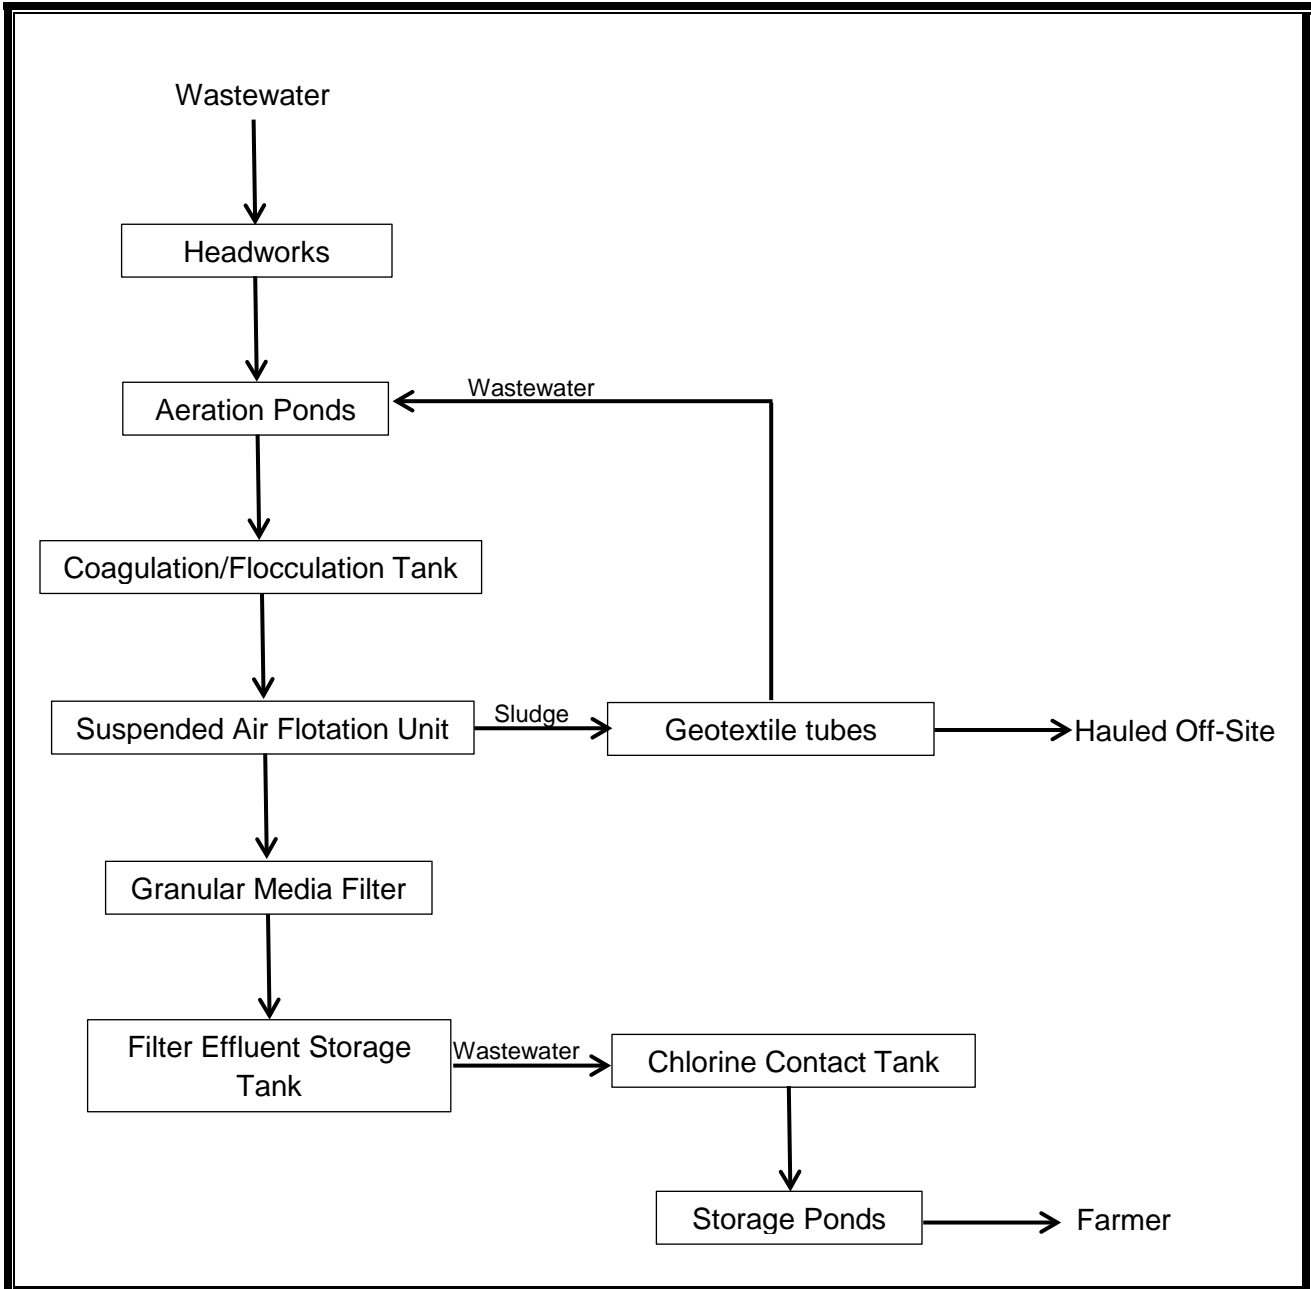 Wastewater
Headworks
Wastewater
Aeration Ponds
Coagulation/Flocculation Tank
Suspended Air Flotation Unit
Sludge
Geotextile tubes
Hauled Off-Site
Granular Media Filter
Filter Effluent Storage
Tank
Wastewater
Chlorine Contact Tank
Storage Ponds
Farmer